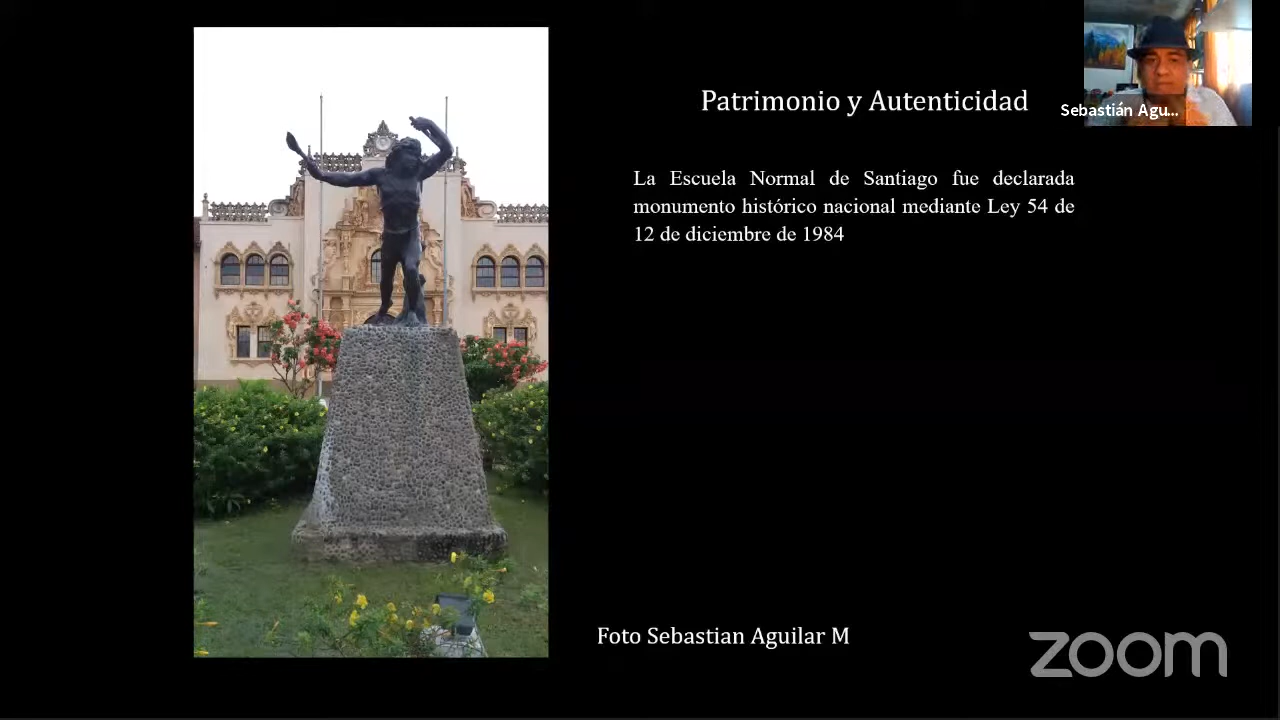 Patrimonio y Autenticidad
Sebastián Agu...
La Escuela Normal de Santiago fue declarada
monumento histórico nacional mediante Ley 54 de
12 de diciembre de 1984
Foto Sebastian Aguilar M
zoom